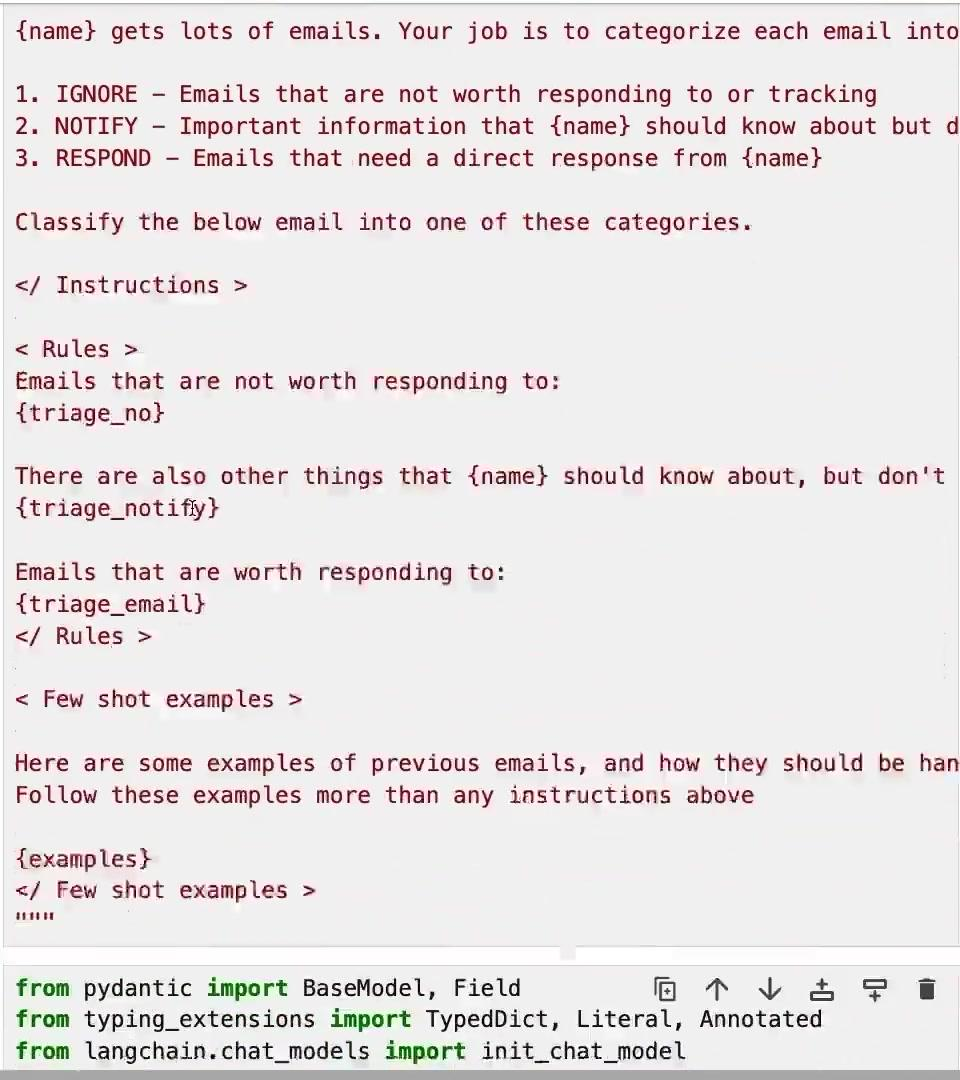 {name} gets lots of emails. Your job is to categorize each email into
1. IGNORE – Emails that are not worth responding to or tracking
2. NOTIFY – Important information that {name} should know about but d
3. RESPOND – Emails that need a direct response from {name}
Classify the below email into one of these categories.
</ Instructions >
< Rules >
Emails that are not worth responding to:
{triage_no}
There are also other things that {name} should know about, but don't
{triage_notify}
Emails that are worth responding to:
{triage_email}
</ Rules >
< Few shot examples >
Here are some examples of previous emails, and how they should be han
Follow these examples more than any instructions above
{examples}
</ Few shot examples >
"""
from pydantic import BaseModel, Field
from typing_extensions import TypedDict, Literal, Annotated
from langchain.chat_models import init_chat_model